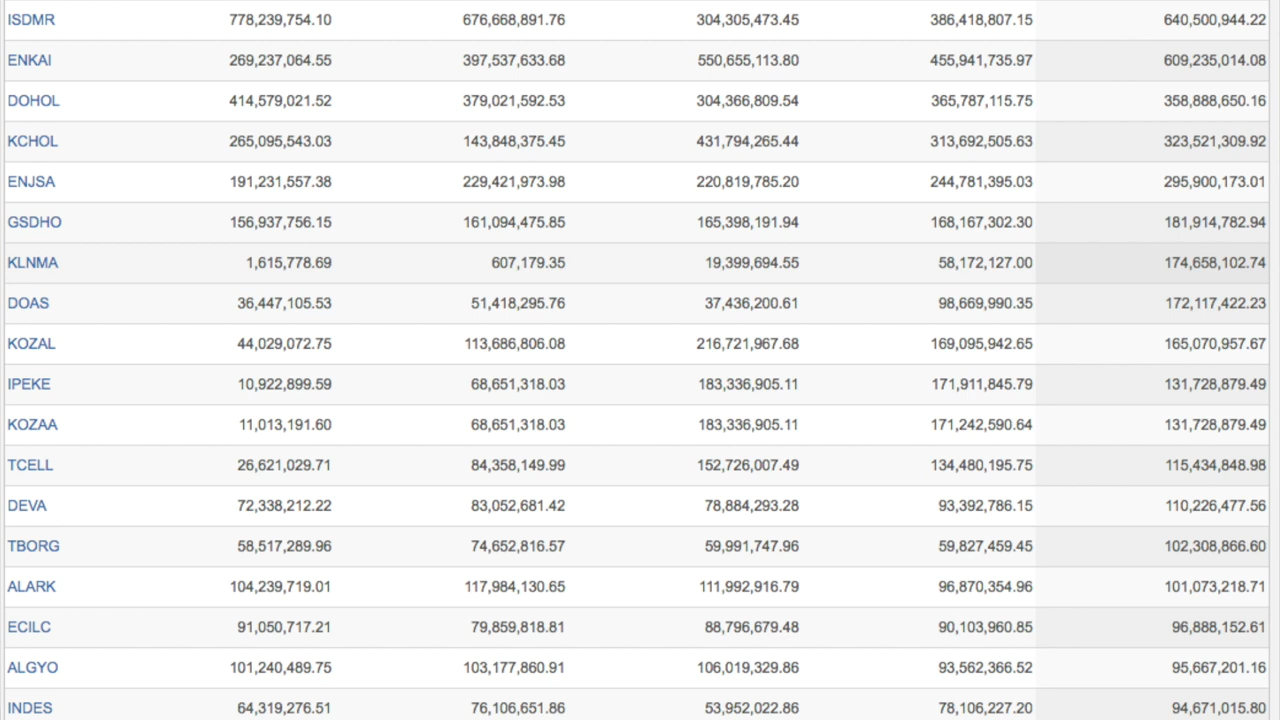 ISDMR 778,239,754.10 676,668,891.76 304,305,473.45 386,418,807.15 640,500,944.22
ENKAI 269,237,064.55 397,537,633.68 550,655,113.80 455,941,735.97 609,235,014.08
DOHOL 414,579,021.52 379,021,592.53 304,366,809.54 365,787,115.75 358,888,650.16
KCHOL 265,095,543.03 143,848,375.45 431,794,265.44 313,692,505.63 323,521,309.92
ENJSA 191,231,557.38 229,421,973.98 220,819,785.20 244,781,395.03 295,900,173.01
GSDHO 156,937,756.15 161,094,475.85 165,398,191.94 168,167,302.30 181,914,782.94
KLNMA 1,615,778.69 607,179.35 19,399,694.55 58,172,127.00 174,658,102.74
DOAS 36,447,105.53 51,418,295.76 37,436,200.61 98,669,990.35 172,117,422.23
KOZAL 44,029,072.75 113,686,806.08 216,721,967.68 169,095,942.65 165,070,957.67
IPEKE 10,922,899.59 68,651,318.03 183,336,905.11 171,911,845.79 131,728,879.49
KOZAA 11,013,191.60 68,651,318.03 183,336,905.11 171,242,590.64 131,728,879.49
TCELL 26,621,029.71 84,358,149.99 152,726,007.49 134,480,195.75 115,434,848.98
DEVA 72,338,212.22 83,052,681.42 78,884,293.28 93,392,786.15 110,226,477.56
TBORG 58,517,289.96 74,652,816.57 59,991,747.96 59,827,459.45 102,308,866.60
ALARK 104,239,719.01 117,984,130.65 111,992,916.79 96,870,354.96 101,073,218.71
ECILC 91,050,717.21 79,859,818.81 88,796,679.48 90,103,960.85 96,888,152.61
ALGYO 101,240,489.75 103,177,860.91 106,019,329.86 93,562,366.52 95,667,201.16
INDES 64,319,276.51 76,106,651.86 53,952,022.86 78,106,227.20 94,671,015.80